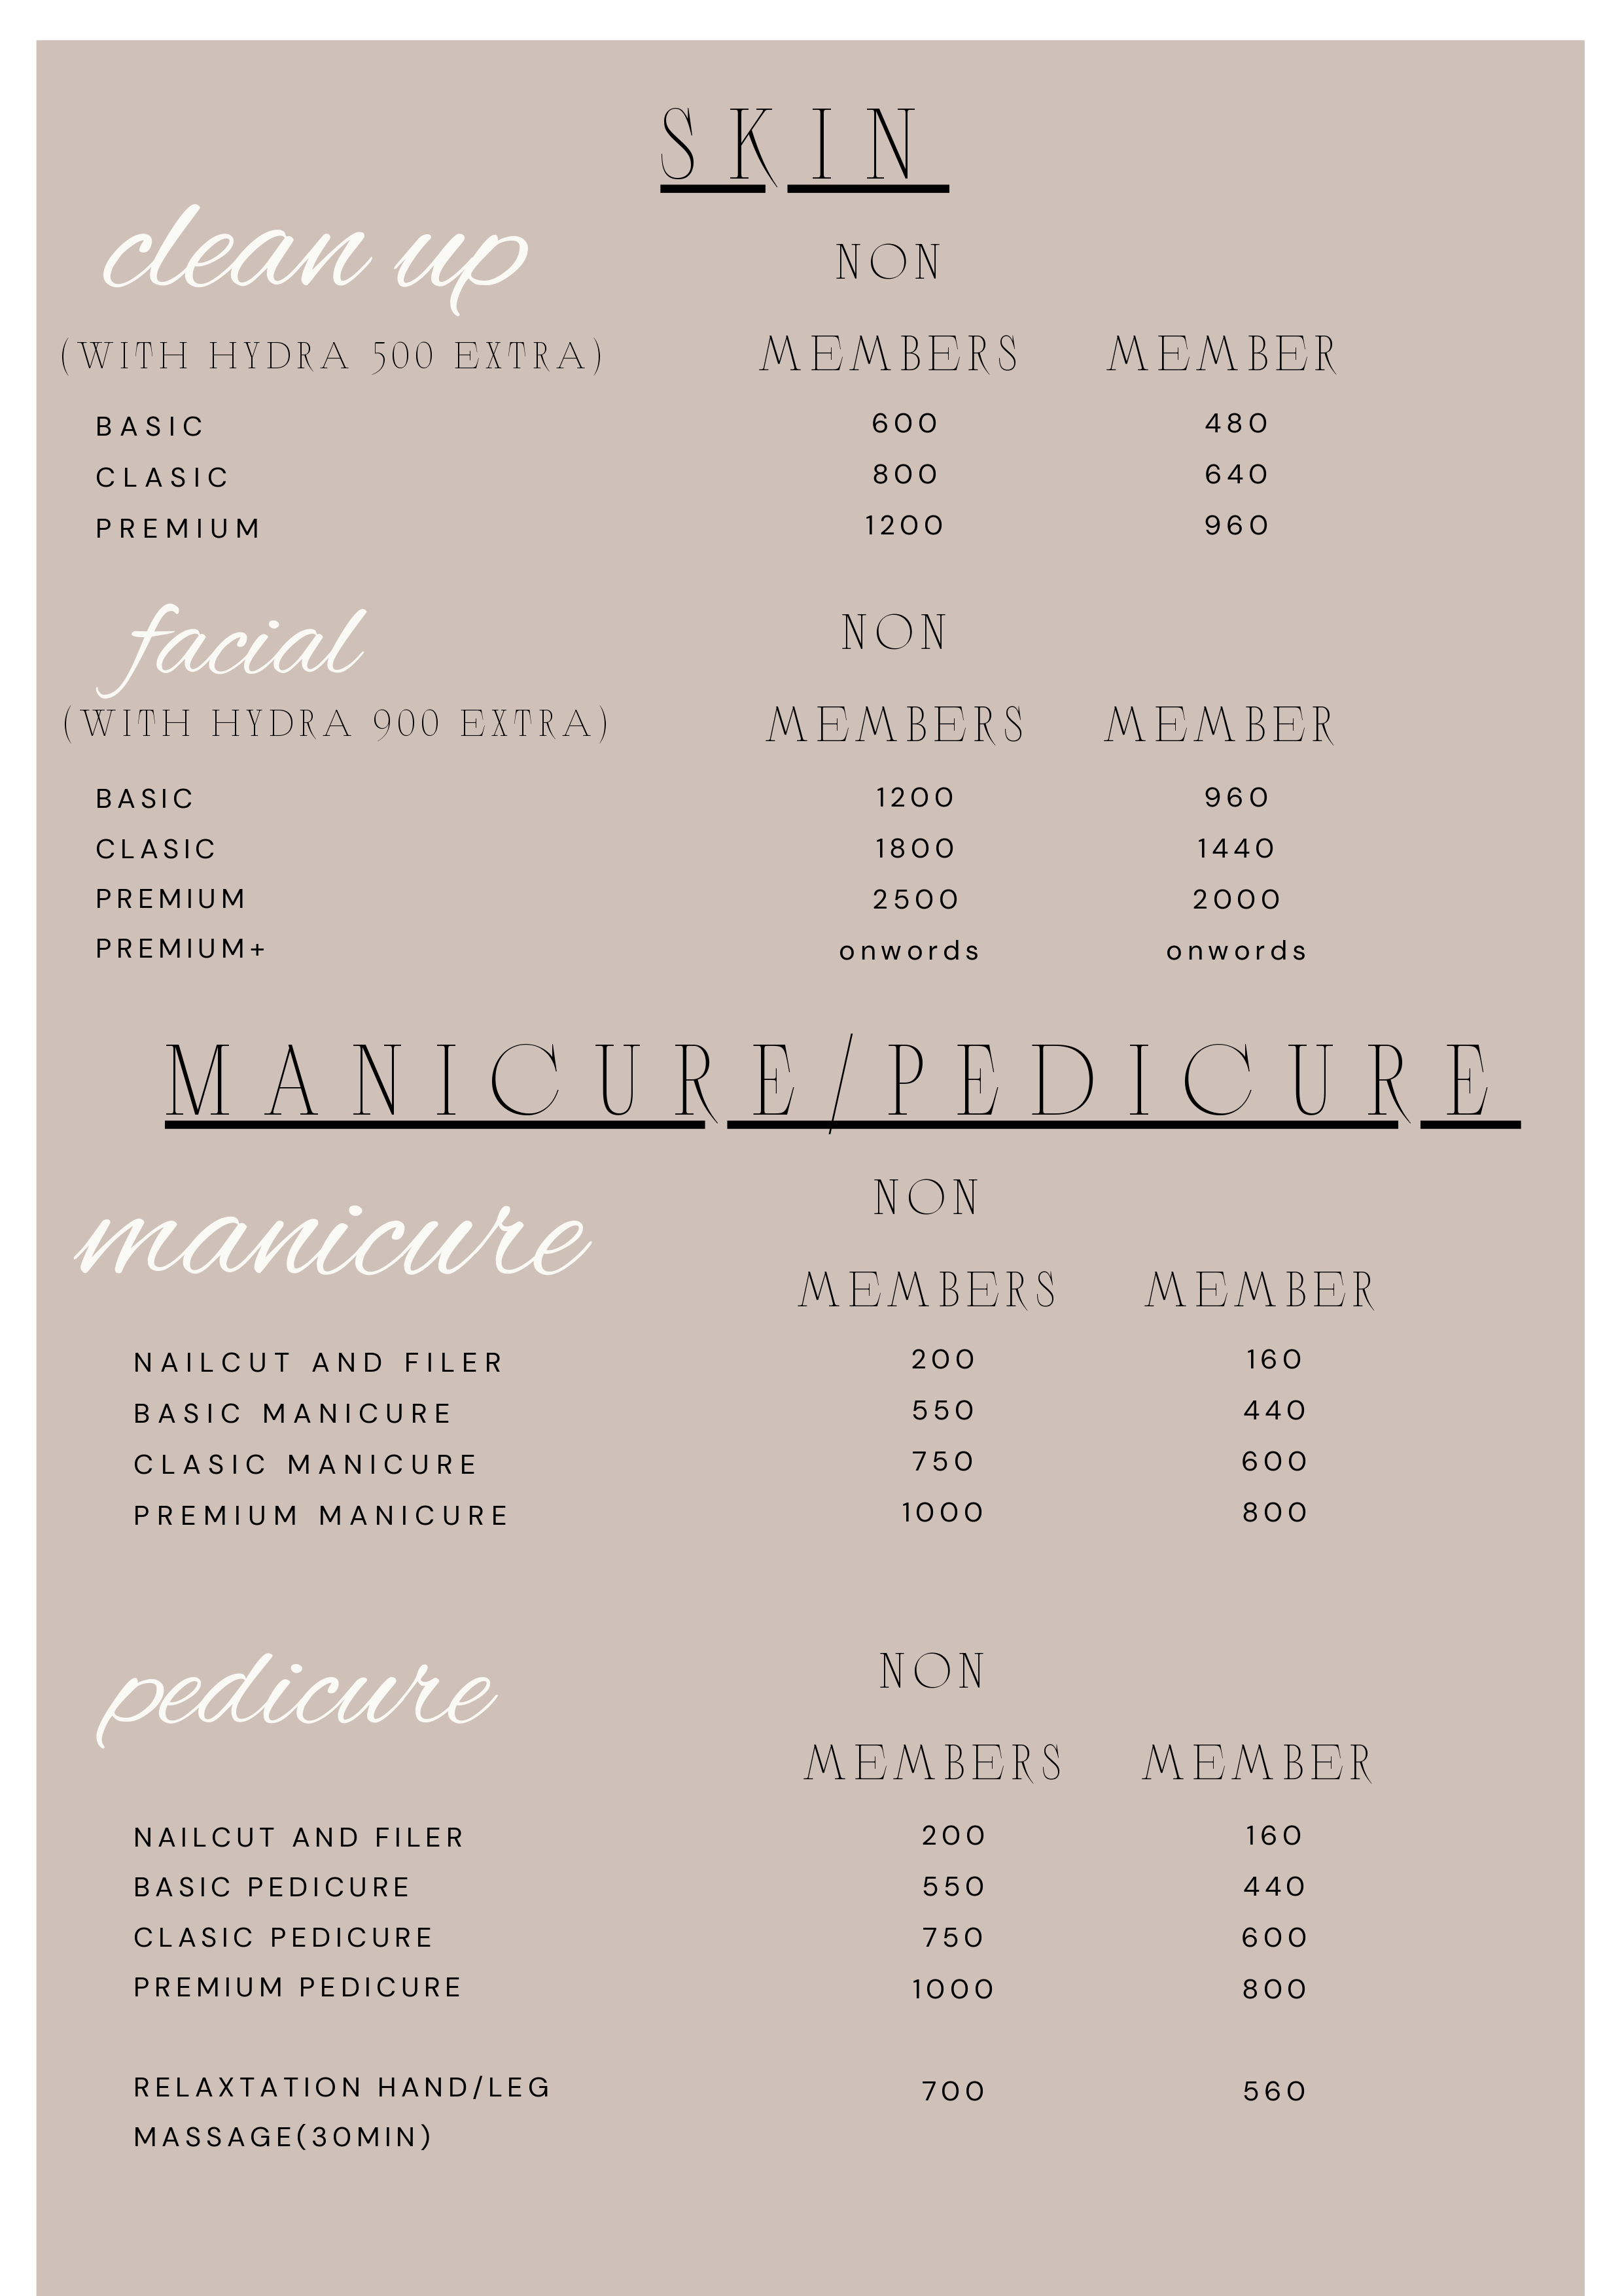 SKIN
clean up
NON
(WITH HYDRA 500 EXTRA) MEMBERS MEMBER
BASIC 600 480
CLASIC 800 640
PREMIUM 1200 960
facial
NON
(WITH HYDRA 900 EXTRA) MEMBERS MEMBER
BASIC 1200 960
CLASIC 1800 1440
PREMIUM 2500 2000
PREMIUM+ onwords onwords
MANICURE/PEDICURE
NON
manicure
MEMBERS MEMBER
NAILCUT AND FILER 200 160
BASIC MANICURE 550 440
CLASIC MANICURE 750 600
PREMIUM MANICURE 1000 800
NON
pedicure
MEMBERS MEMBER
NAILCUT AND FILER 200 160
BASIC PEDICURE 550 440
CLASIC PEDICURE 750 600
PREMIUM PEDICURE 1000 800
RELAXTATION HAND/LEG 700 560
MASSAGE(30MIN)